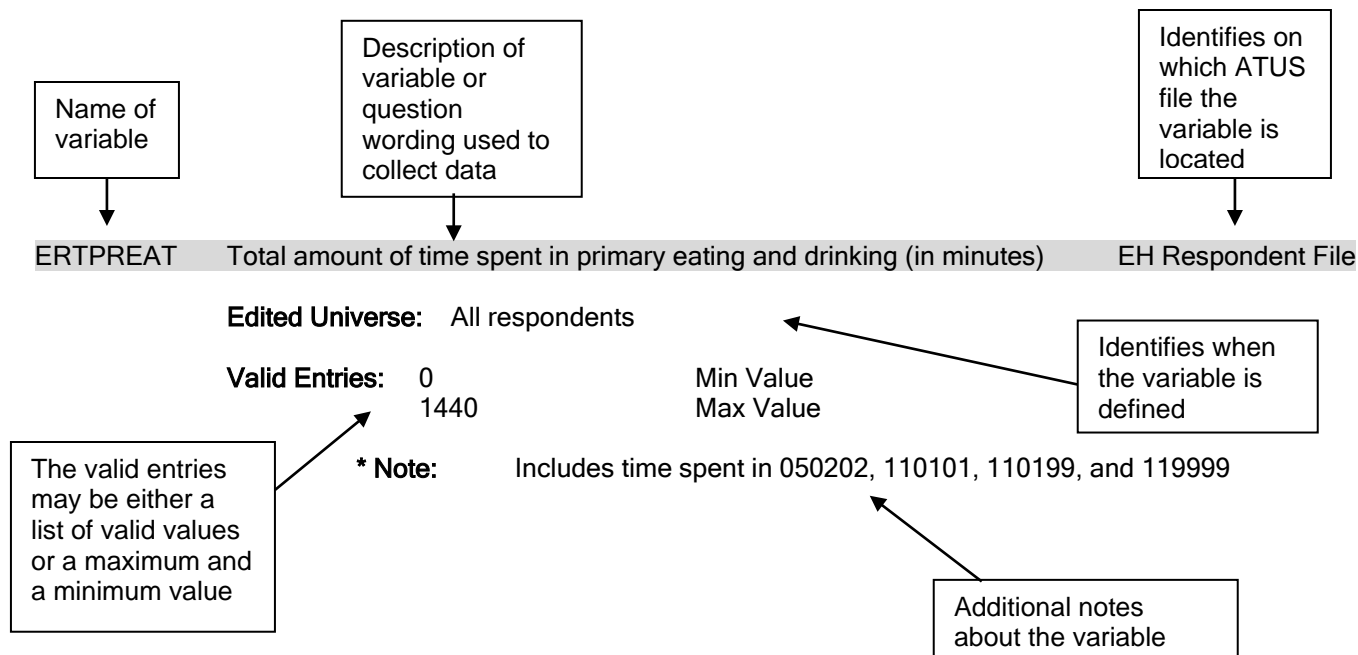 Name of
variable
Description of
variable or
question
wording used to
collect data
Identifies on
which ATUS
file the
variable is
located
ERTPREAT Total amount of time spent in primary eating and drinking (in minutes) EH Respondent File
Edited Universe: All respondents
Identifies when
the variable is
defined
Valid Entries: 0 Min Value
1440 Max Value
The valid entries
may be either a
list of valid values
or a maximum and
a minimum value
* Note: Includes time spent in 050202, 110101, 110199, and 119999
Additional notes
about the variable